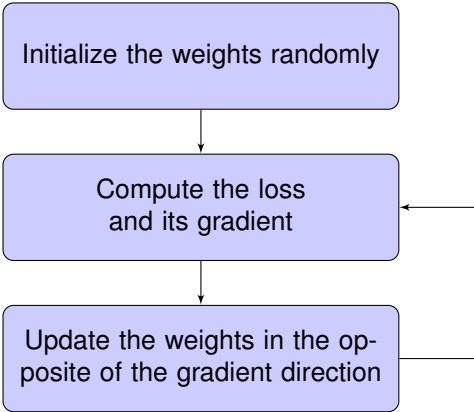 Initialize the weights randomly
Compute the loss
and its gradient
Update the weights in the op-
posite of the gradient direction